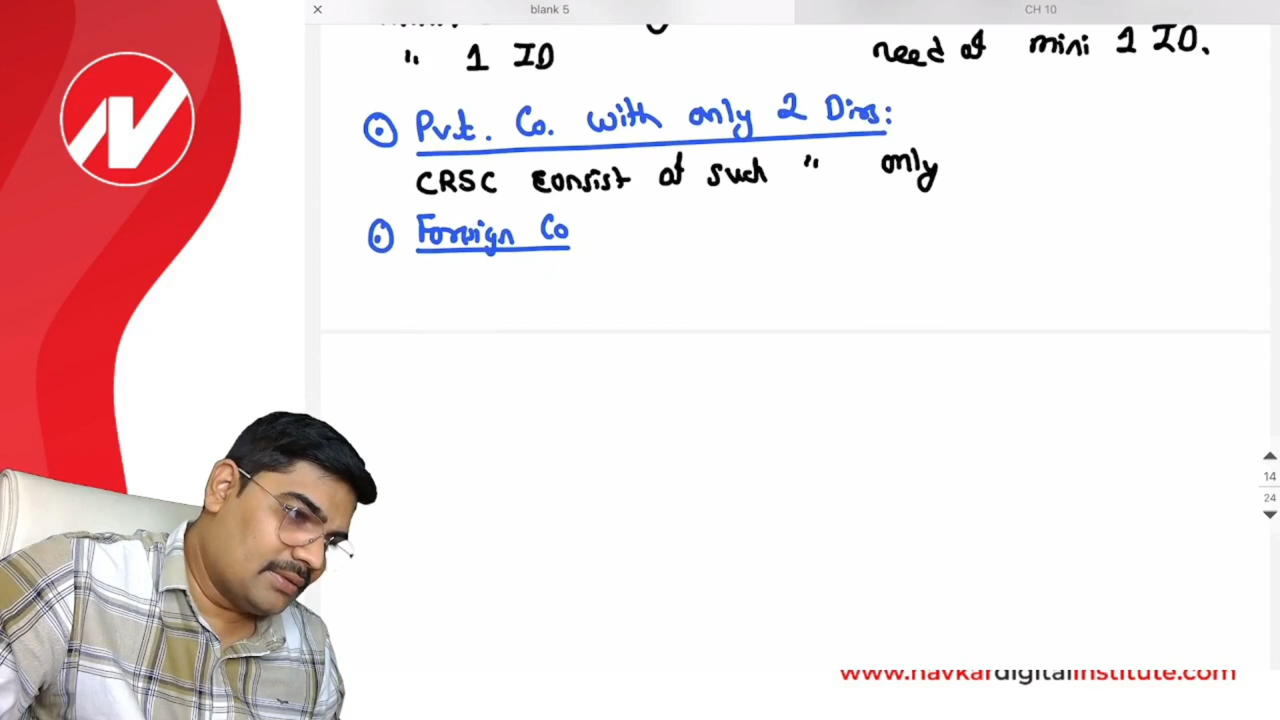 blank 5
CH 10
" 1 ID
need at mini 1 ID.
Pvt. Co. with only 2 Dirs:
CRSC consist of such " only
Foreign Co
14
24
www.navkardigitalinstitute.com